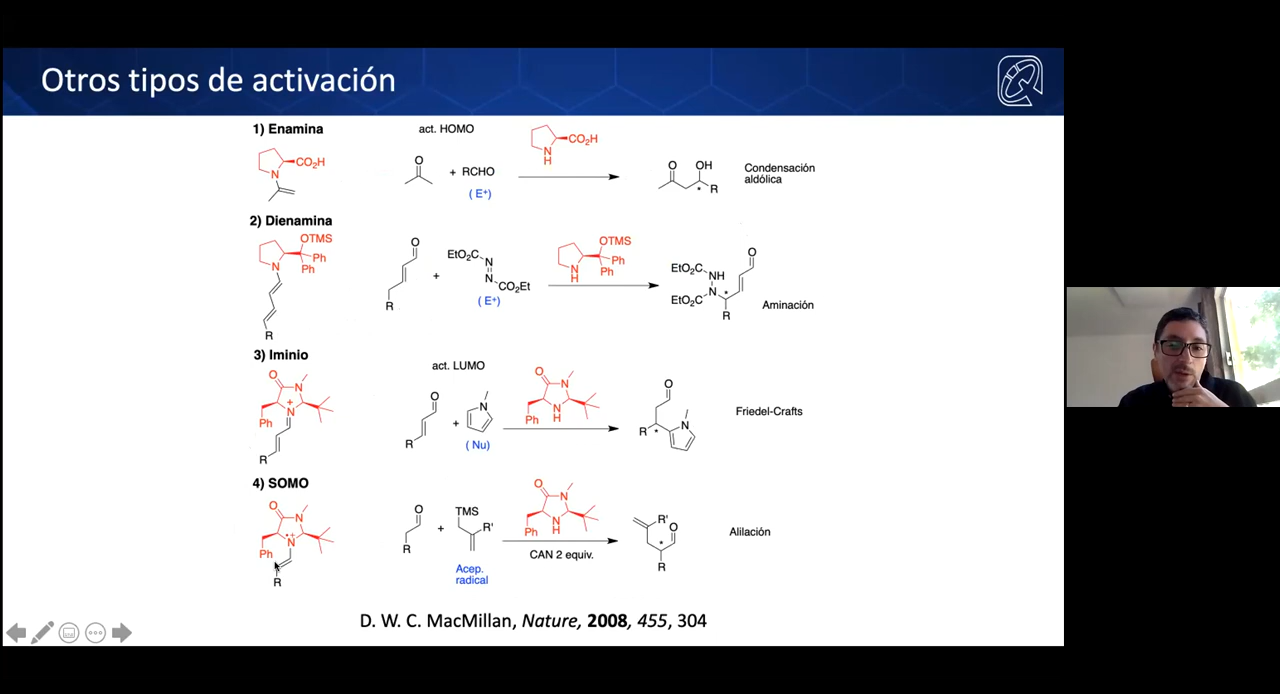 Otros tipos de activación
1) Enamina
act. HOMO
CO₂H
N
CO₂H
N
H
O
+ RCHO
( E⁺)
O
OH
*
R
Condensación
aldólica
2) Dienamina
OTMS
Ph
Ph
N
R
O
R
+
EtO₂C
N
N
CO₂Et
( E⁺)
OTMS
Ph
Ph
N
H
EtO₂C
NH
N
EtO₂C
*
R
O
Aminación
3) Iminio
act. LUMO
O
N
+
N
Ph
R
O
R
+
N
( Nu)
O
N
N
H
Ph
O
R
*
N
Friedel-Crafts
4) SOMO
O
N
N
+
Ph
R
O
R
+
TMS
R'
Acep.
radical
O
N
N
H
Ph
CAN 2 equiv.
R'
O
*
R
Alilación
D. W. C. MacMillan, Nature, 2008, 455, 304